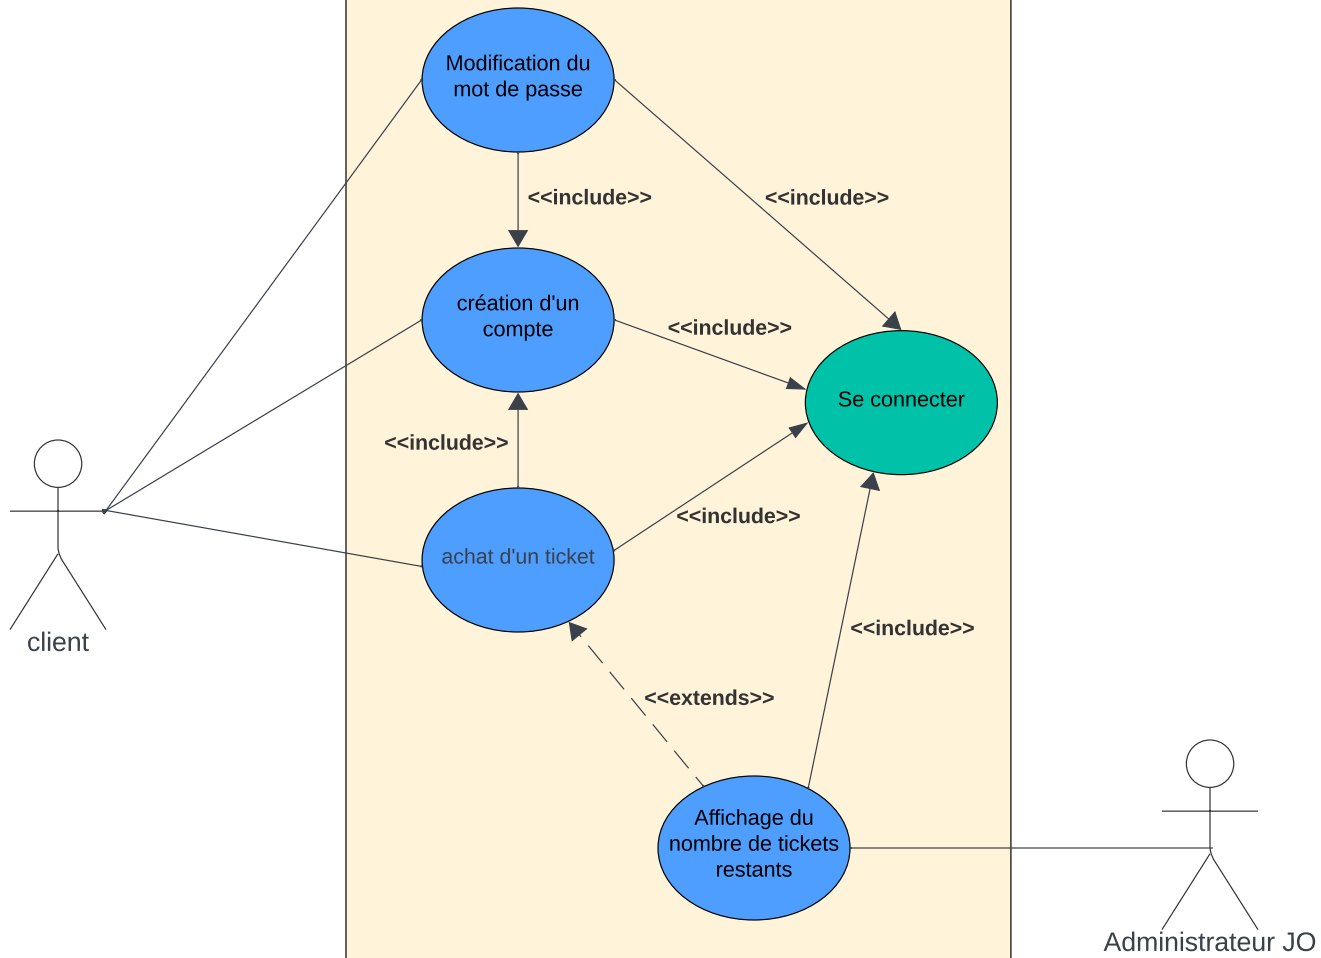 Modification du
mot de passe
<<include>>
<<include>>
création d'un
compte
<<include>>
Se connecter
<<include>>
<<include>>
achat d'un ticket
client
<<include>>
<<extends>>
Affichage du
nombre de tickets
restants
Administrateur JO